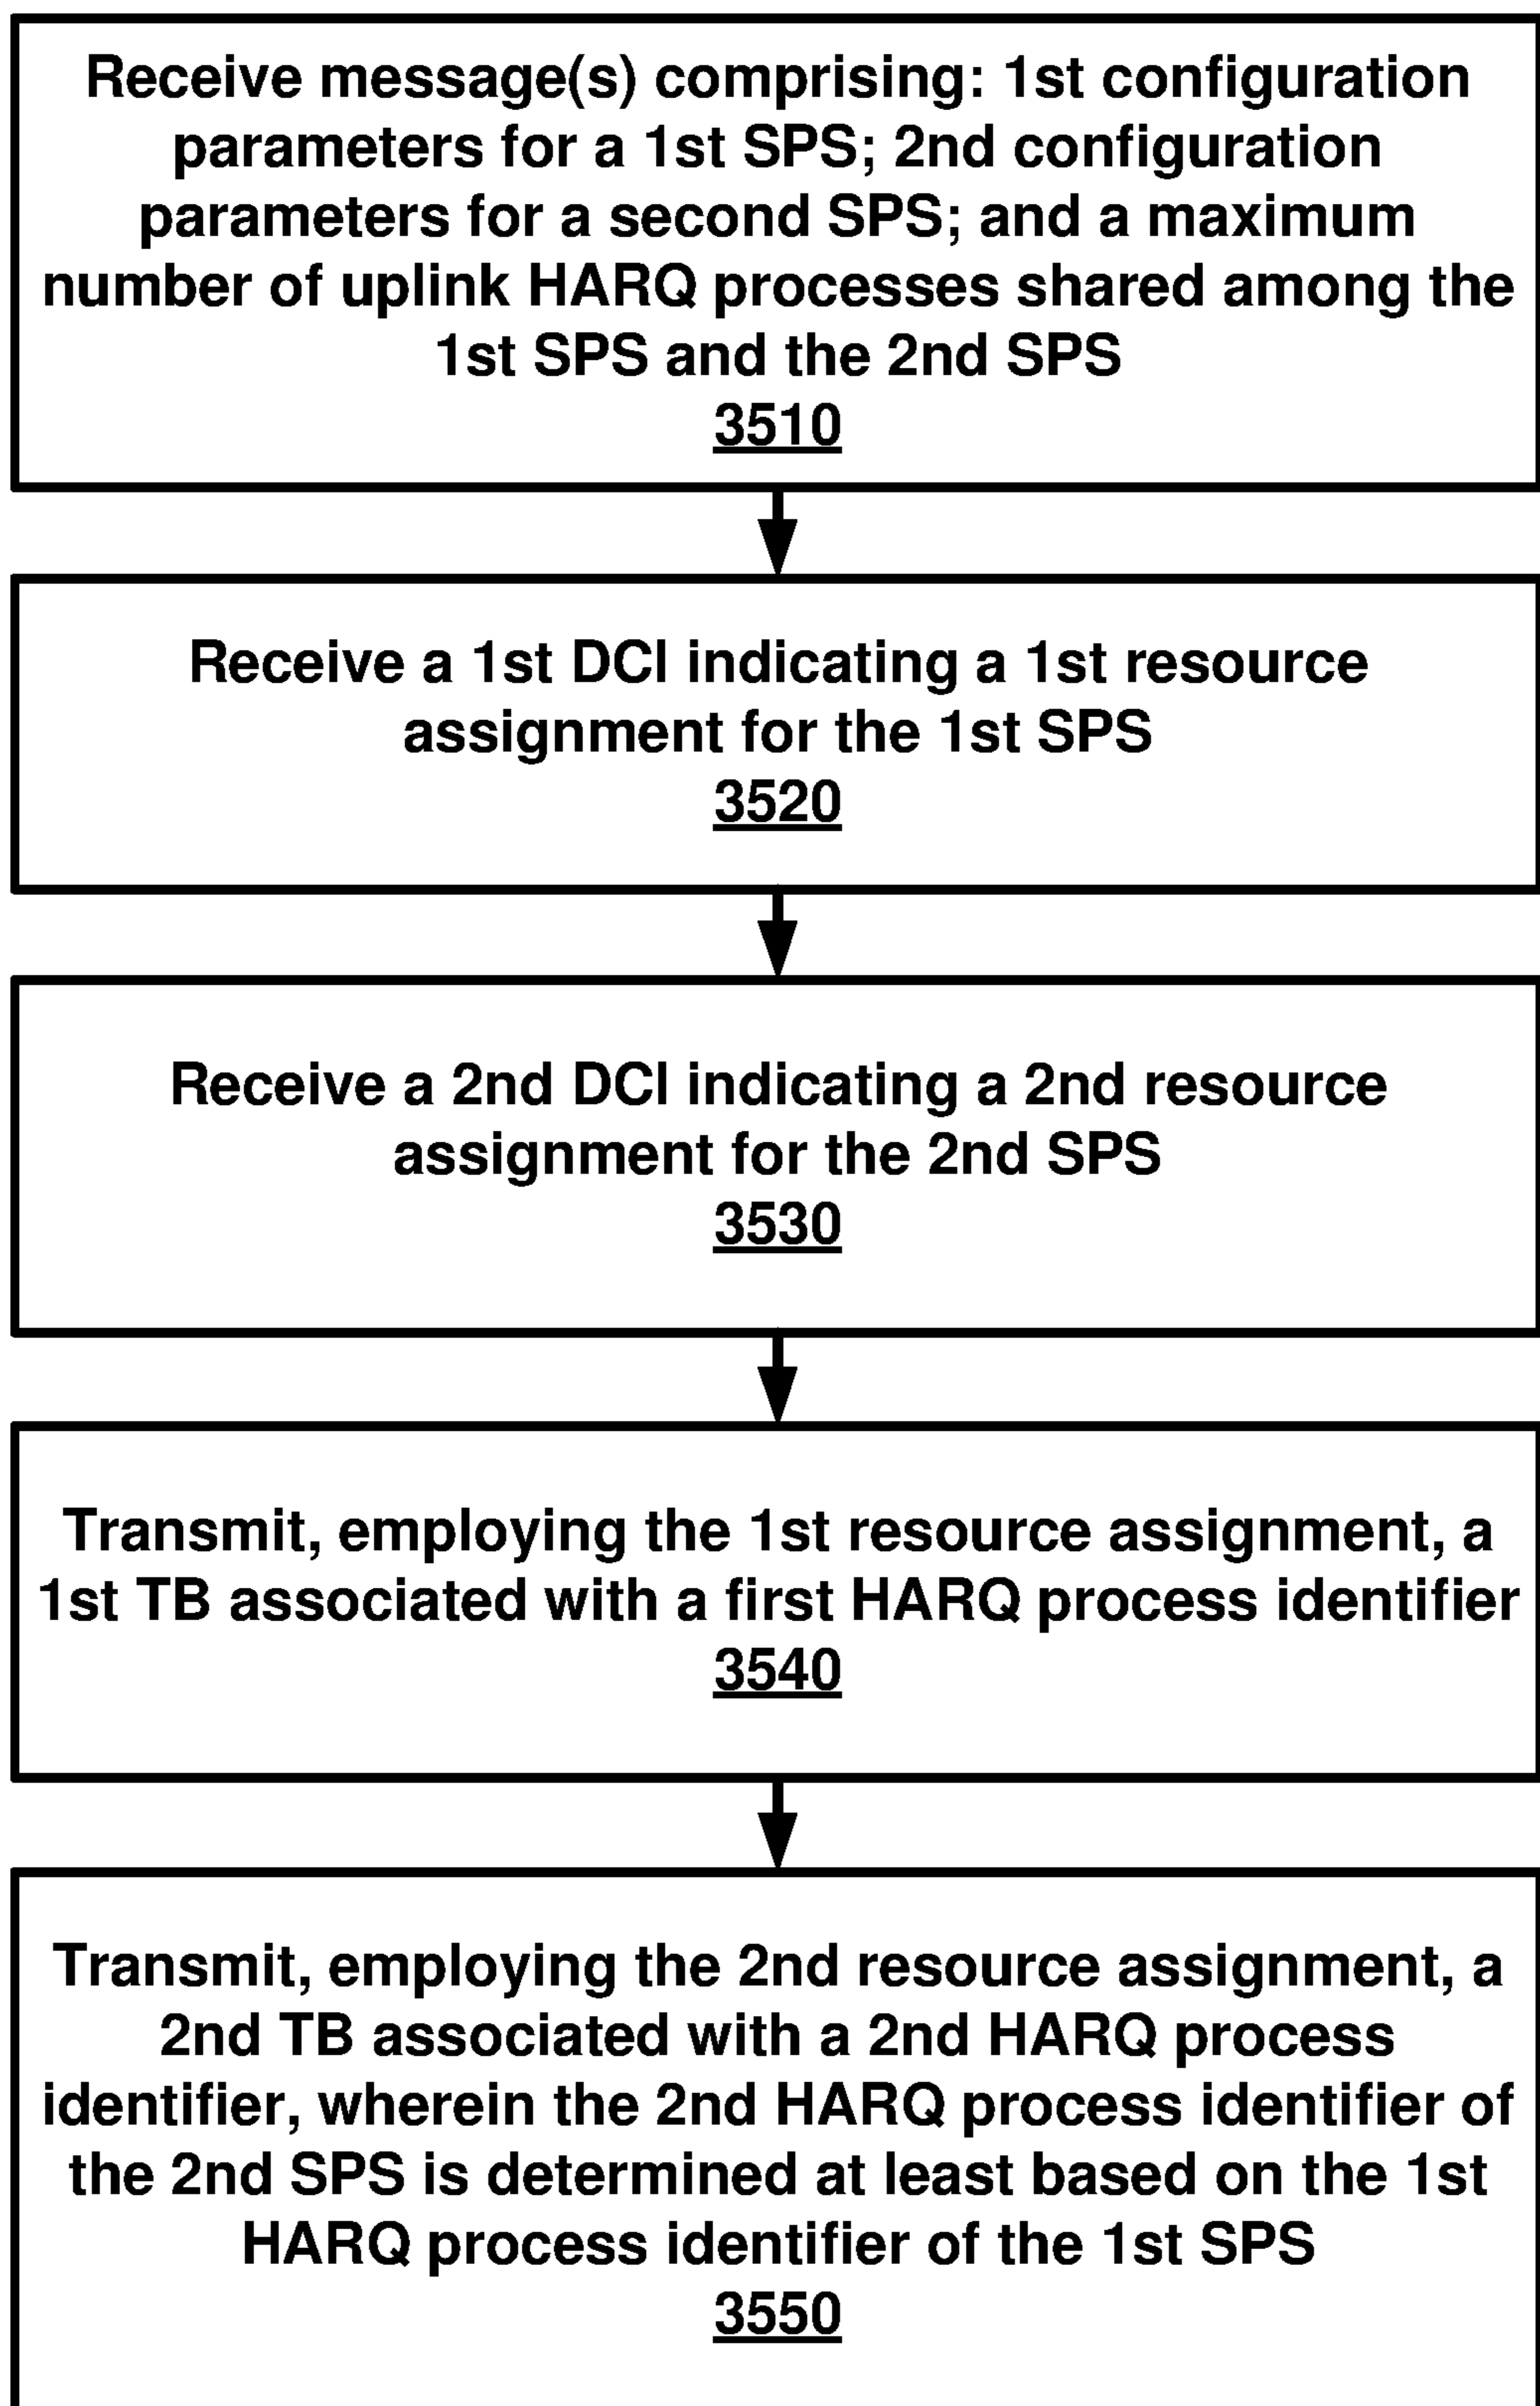 Receive message(s) comprising: 1st configuration
parameters for a 1st SPS; 2nd configuration
parameters for a second SPS; and a maximum
number of uplink HARQ processes shared among the
1st SPS and the 2nd SPS
3510
Receive a 1st DCI indicating a 1st resource
assignment for the 1st SPS
3520
Receive a 2nd DCI indicating a 2nd resource
assignment for the 2nd SPS
3530
Transmit, employing the 1st resource assignment, a
1st TB associated with a first HARQ process identifier
3540
Transmit, employing the 2nd resource assignment, a
2nd TB associated with a 2nd HARQ process
identifier, wherein the 2nd HARQ process identifier of
the 2nd SPS is determined at least based on the 1st
HARQ process identifier of the 1st SPS
3550